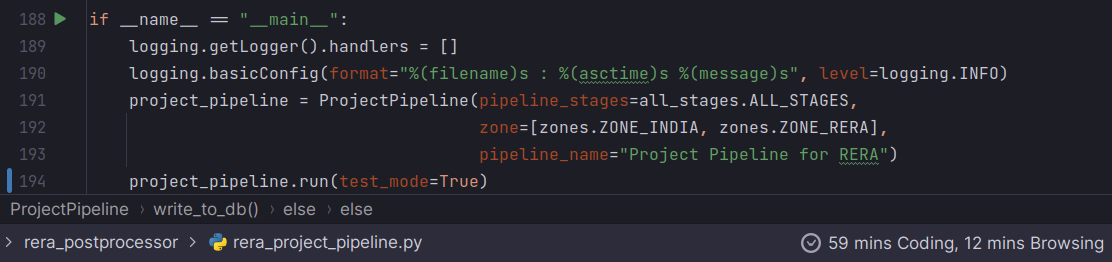 188 if __name__ == "__main__":
189 logging.getLogger().handlers = []
190 logging.basicConfig(format="%(filename)s : %(asctime)s %(message)s", level=logging.INFO)
191 project_pipeline = ProjectPipeline(pipeline_stages=all_stages.ALL_STAGES,
192 zone=[zones.ZONE_INDIA, zones.ZONE_RERA],
193 pipeline_name="Project Pipeline for RERA")
194 project_pipeline.run(test_mode=True)
ProjectPipeline › write_to_db() › else › else
› rera_postprocessor › rera_project_pipeline.py 59 mins Coding, 12 mins Browsing